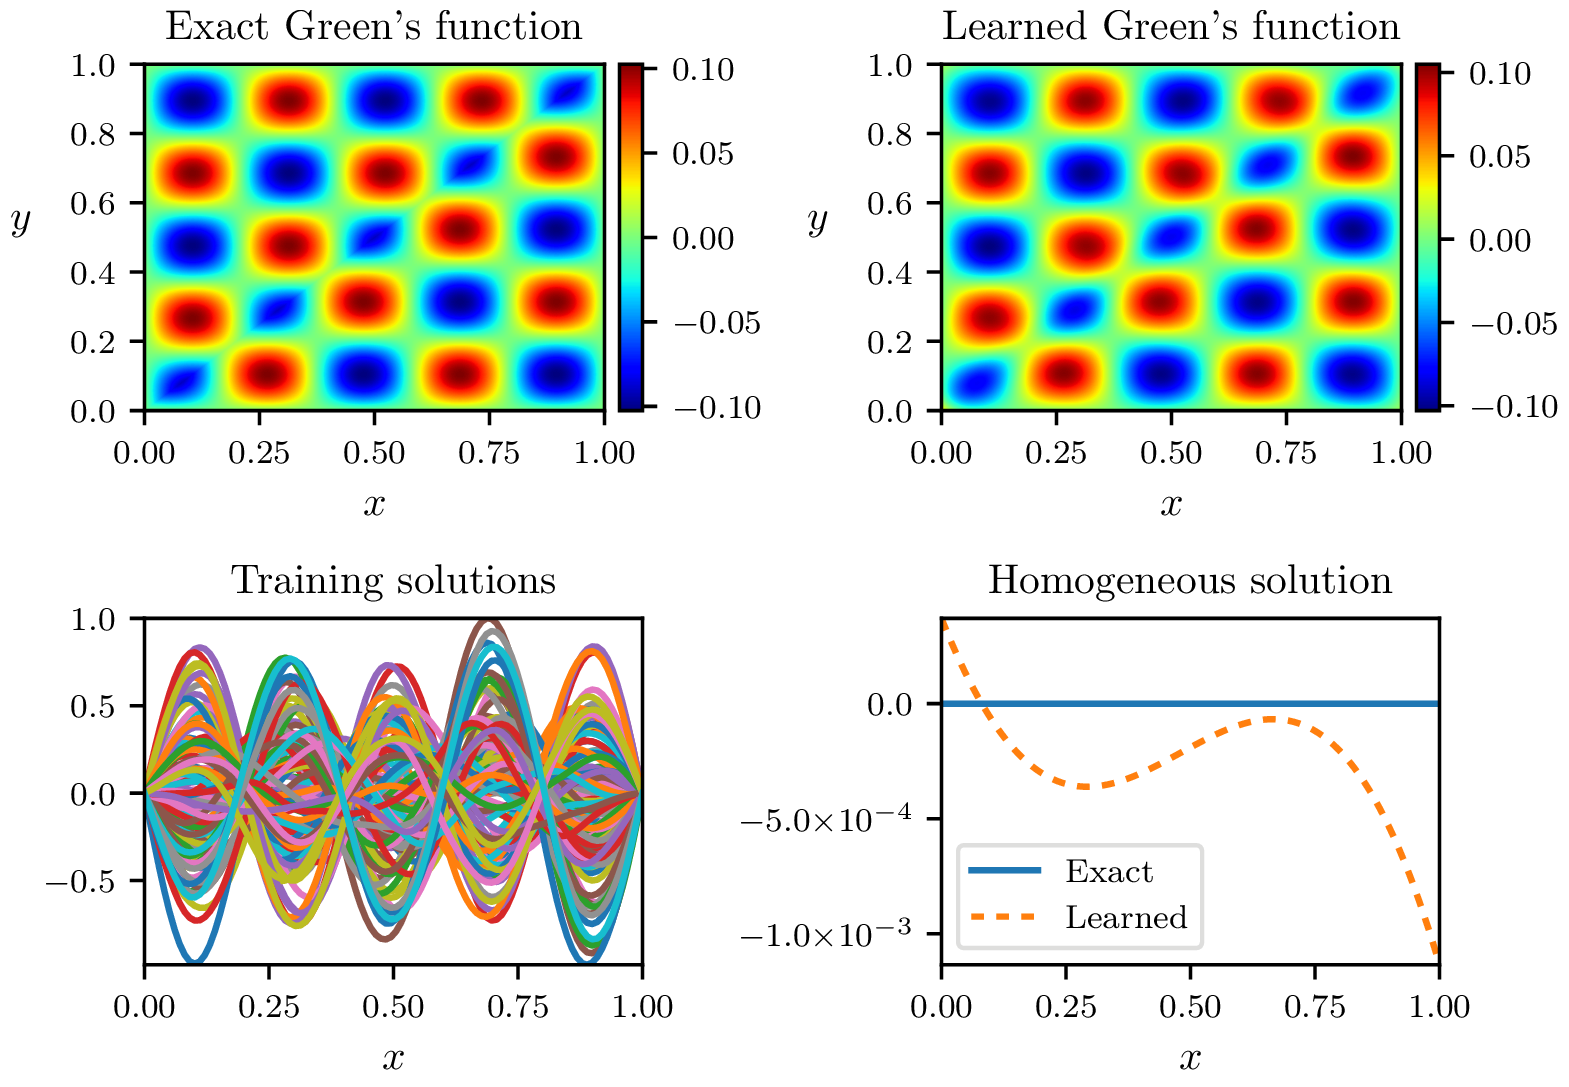 Exact Green's function
1.0
0.8
0.6
0.4
0.2
0.0
y
0.00 0.25 0.50 0.75 1.00
x
0.10
0.05
0.00
−0.05
−0.10
Learned Green's function
1.0
0.8
0.6
0.4
0.2
0.0
y
0.00 0.25 0.50 0.75 1.00
x
0.10
0.05
0.00
−0.05
−0.10
Training solutions
1.0
0.5
0.0
−0.5
0.00 0.25 0.50 0.75 1.00
x
Homogeneous solution
0.0
−5.0×10⁻⁴
−1.0×10⁻³
Exact
Learned
0.00 0.25 0.50 0.75 1.00
x